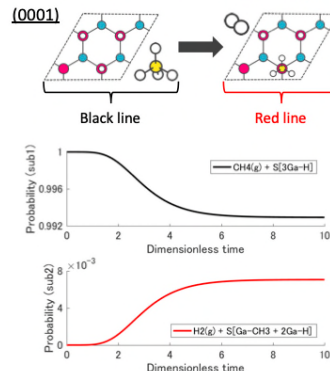 (0001)
Black line
Red line
1
0.996
0.992
Probability (sub1)
CH4(g) + S[3Ga-H]
0 2 4 6 8 10
Dimensionless time
×10⁻³
8
4
0
Probability (sub2)
H2(g) + S[Ga-CH3 + 2Ga-H]
0 2 4 6 8 10
Dimensionless time